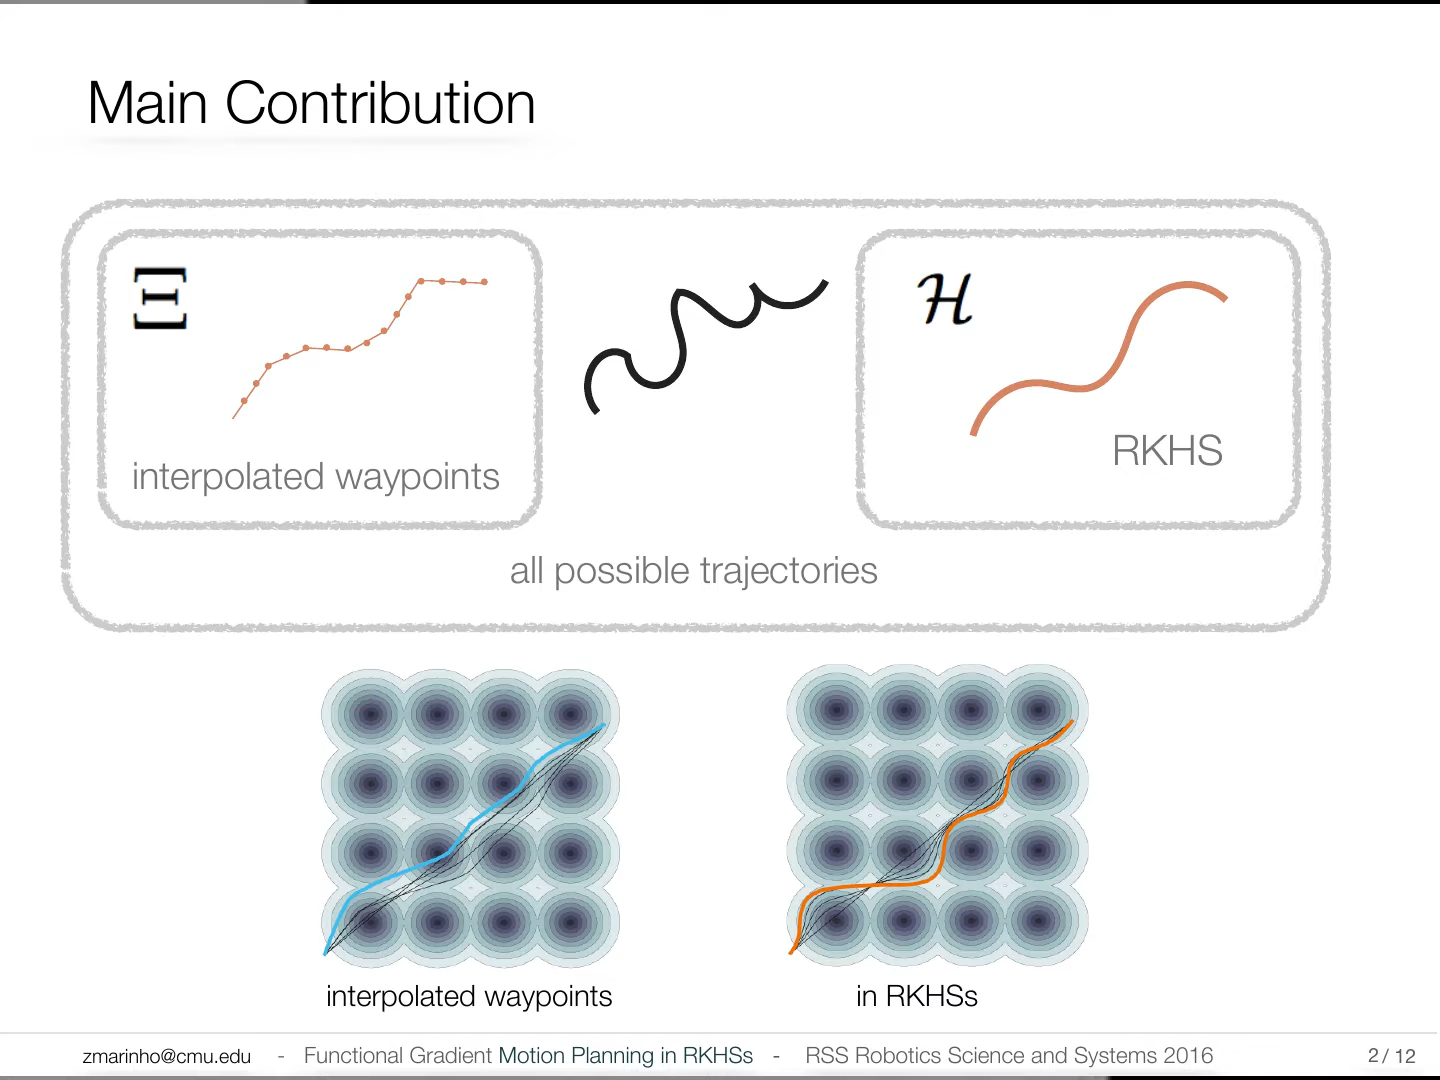 Main Contribution
Ξ
ℋ
RKHS
interpolated waypoints
all possible trajectories
interpolated waypoints
in RKHSs
zmarinho@cmu.edu - Functional Gradient Motion Planning in RKHSs - RSS Robotics Science and Systems 2016 2 / 12